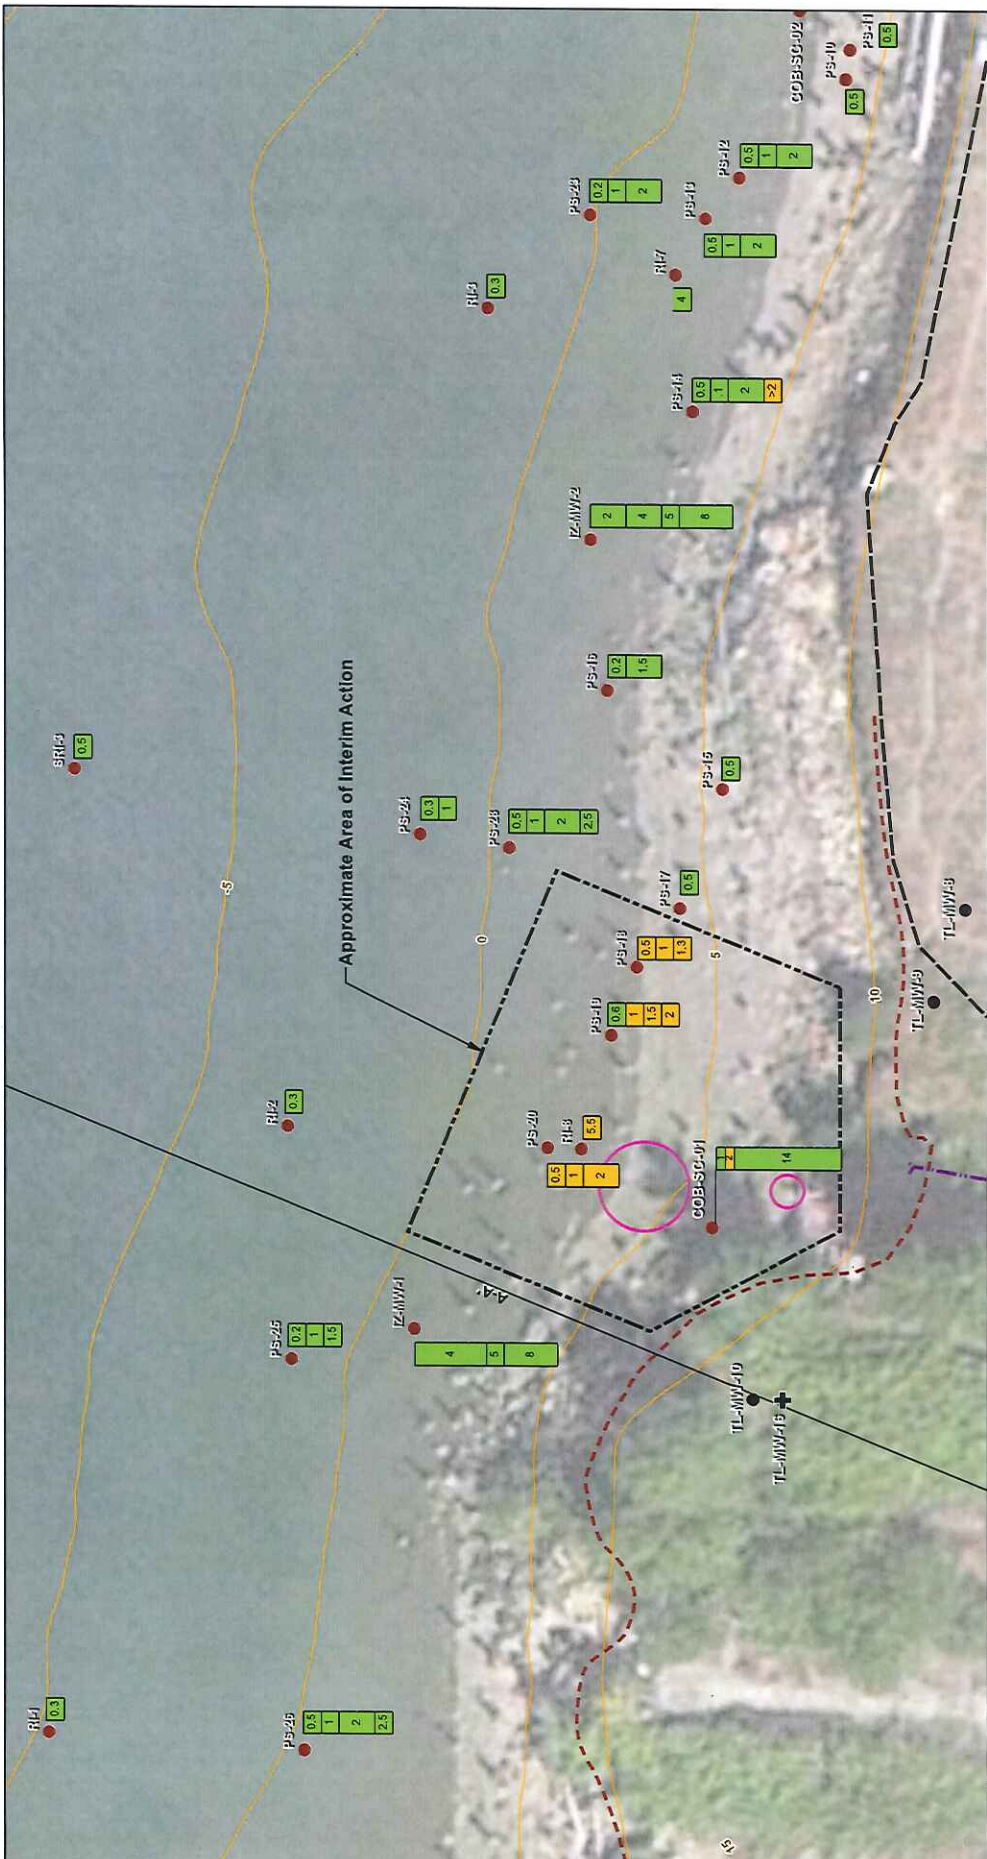 RI-1
0.3
SRI-3
0.5
-5
PS-26
0.5
1
2
2.5
PS-25
0.2
1
1.5
RI-2
0.3
Approximate Area of Interim Action
IZ-MW-1
4
5
8
A-A'
PS-24
0.3
1
0
PS-28
0.5
1
2
2.5
RI-3
0.3
PS-20
0.5
1
2
5.5
PS-19
0.6
1
1.5
2
PS-18
0.5
1
1.3
PS-17
0.5
PS-16
0.2
1.5
IZ-MW-2
2
4
5
8
PS-23
0.2
1
2
RI-7
4
PS-14
0.5
1
2
>2
PS-13
0.5
1
2
PS-12
0.5
1
2
COB-SC-01
2
14
5
PS-15
0.5
TL-MW-10
TL-MW-16
15
10
COB-SC-02
PS-10
0.5
PS-11
0.5
TL-MW-9
TL-MW-8